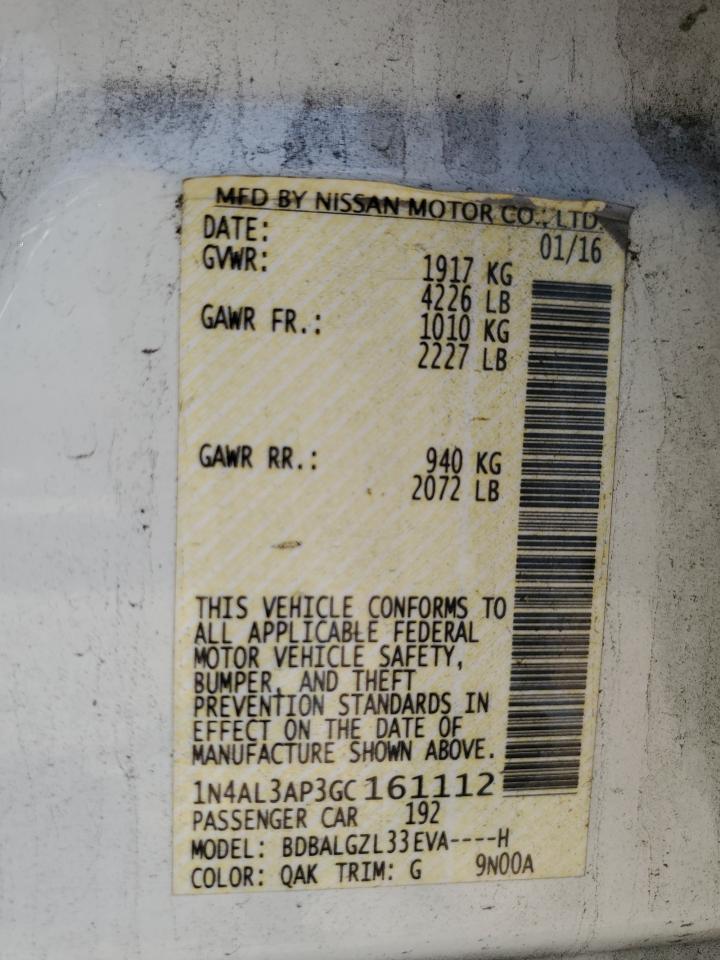 MFD BY NISSAN MOTOR CO., LTD.
DATE: 01/16
GVWR: 1917 KG
4226 LB
GAWR FR.: 1010 KG
2227 LB
GAWR RR.: 940 KG
2072 LB
THIS VEHICLE CONFORMS TO
ALL APPLICABLE FEDERAL
MOTOR VEHICLE SAFETY,
BUMPER, AND THEFT
PREVENTION STANDARDS IN
EFFECT ON THE DATE OF
MANUFACTURE SHOWN ABOVE.
1N4AL3AP3GC161112
PASSENGER CAR 192
MODEL: BDBALGZL33EVA----H
COLOR: QAK TRIM: G 9N00A